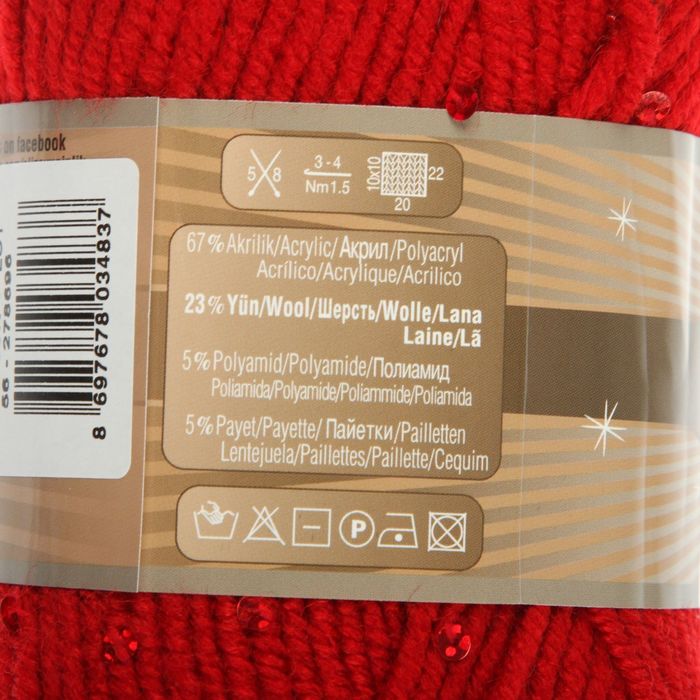 on facebook
8 697678 034837
5 8
3-4
Nm1.5
10x10
22
20
67% Akrilik/Acrylic/Акрил/Polyacryl
Acrílico/Acrylique/Acrilico
23% Yün/Wool/Шерсть/Wolle/Lana
Laine/Lã
5% Polyamid/Polyamide/Полиамид
Poliamida/Polyamide/Poliammide/Poliamida
5% Payet/Payette/Пайетки/Pailletten
Lentejuela/Paillettes/Paillette/Cequim
P